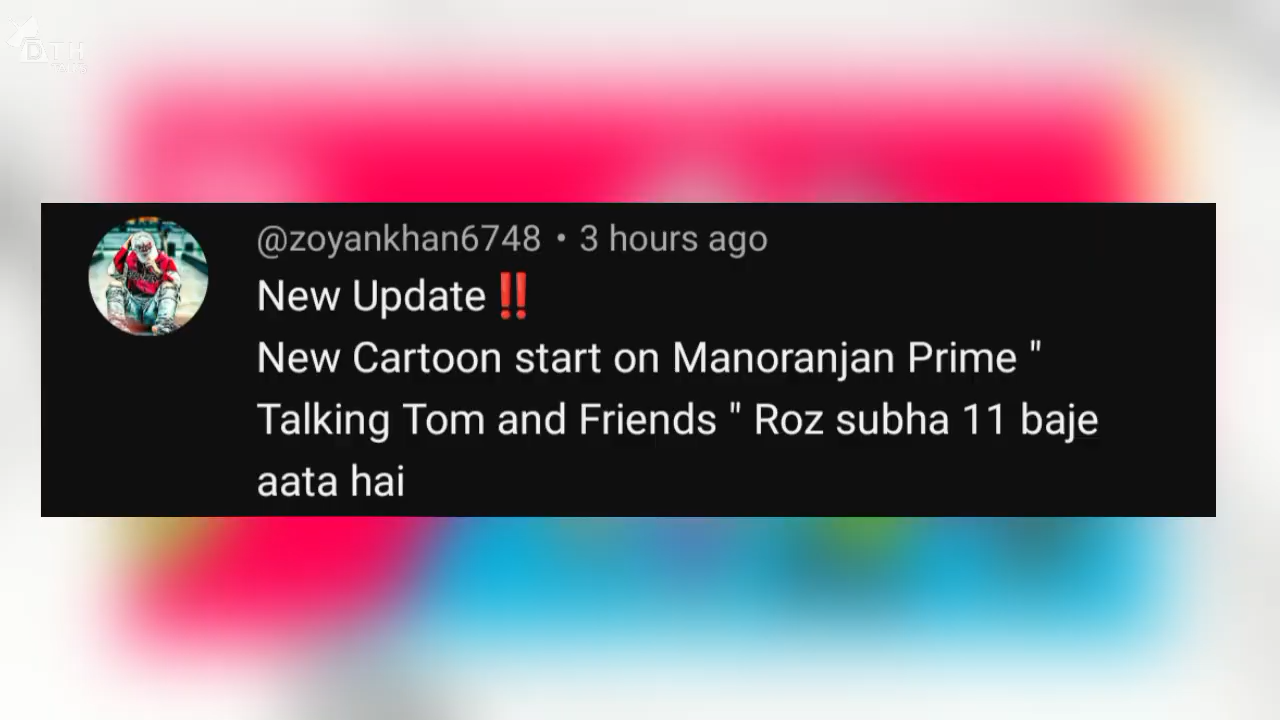 DTH
@zoyankhan6748 • 3 hours ago
New Update‼️
New Cartoon start on Manoranjan Prime "
Talking Tom and Friends " Roz subha 11 baje
aata hai